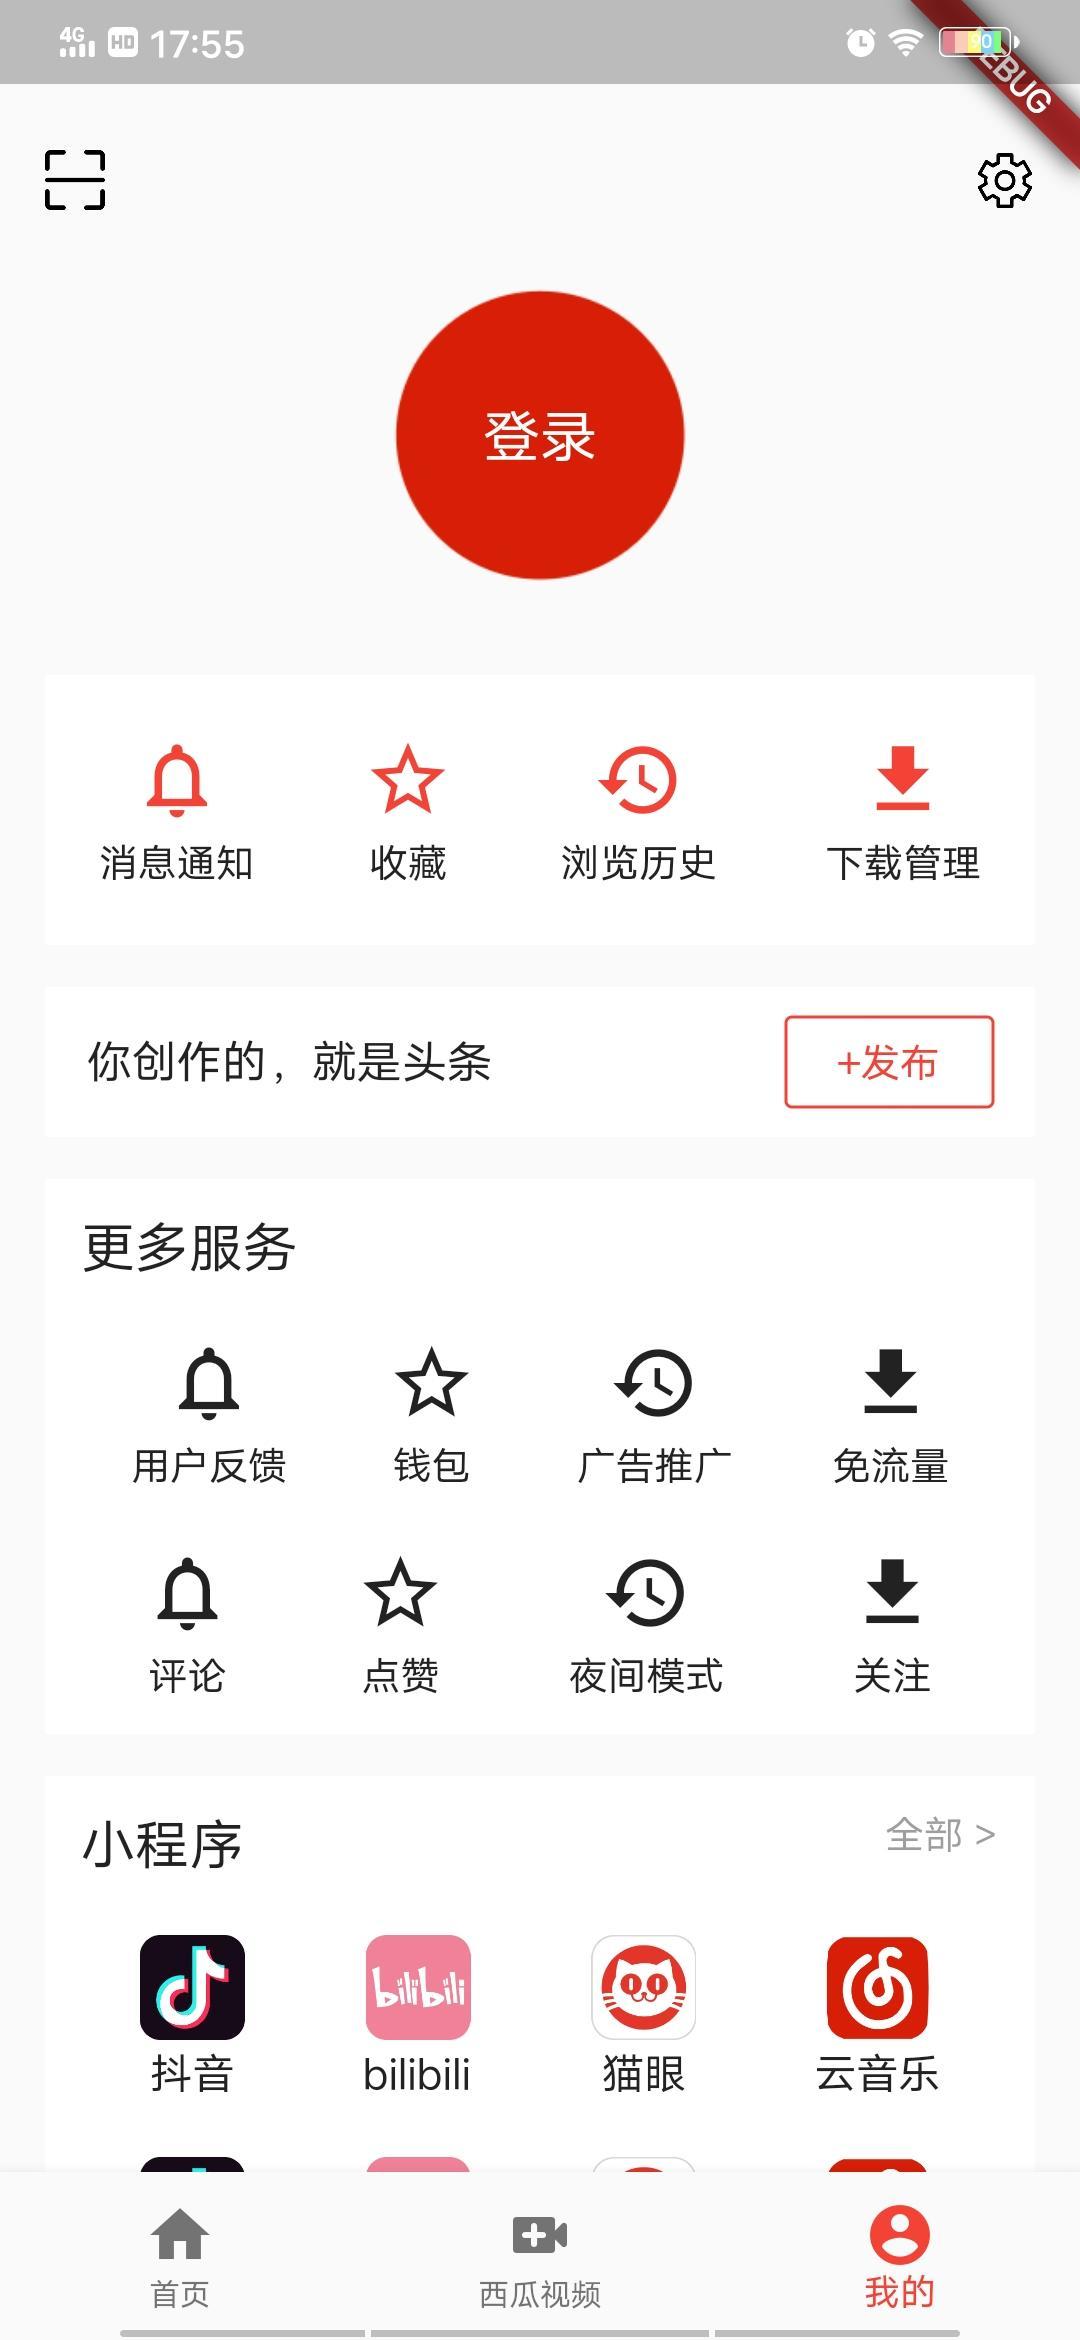 4G HD 17:55 90
DEBUG
登录
消息通知 收藏 浏览历史 下载管理
你创作的，就是头条 +发布
更多服务
用户反馈 钱包 广告推广 免流量
评论 点赞 夜间模式 关注
小程序 全部 >
bilibili
抖音 bilibili 猫眼 云音乐
首页 西瓜视频 我的